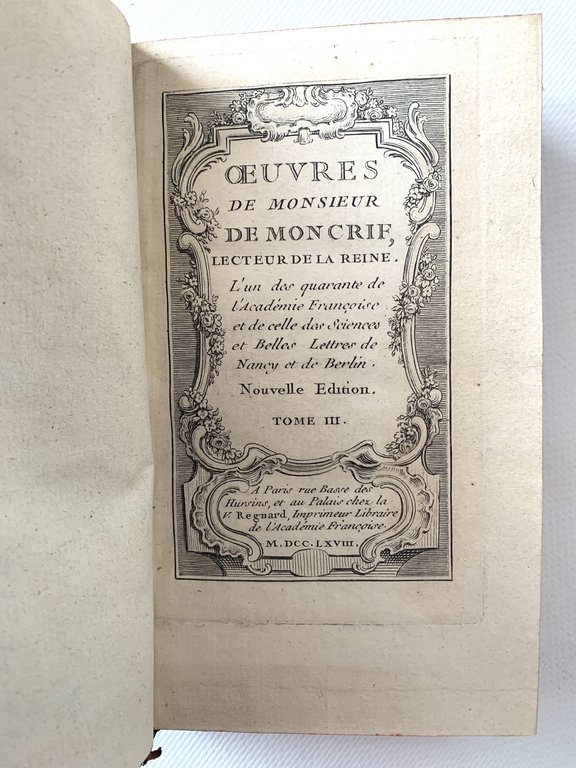 ŒUVRES
DE MONSIEUR
DE MONCRIF,
LECTEUR DE LA REINE.
L'un des quarante de
l'Académie Françoise
et de celle des Sciences
et Belles Lettres de
Nancy et de Berlin.
Nouvelle Edition.
TOME III.
A Paris rue Basse des
Hursins, et au Palais chez la
V. Regnard, Imprimeur Libraire
de l'Académie Françoise.
M.DCC.LXVIII.